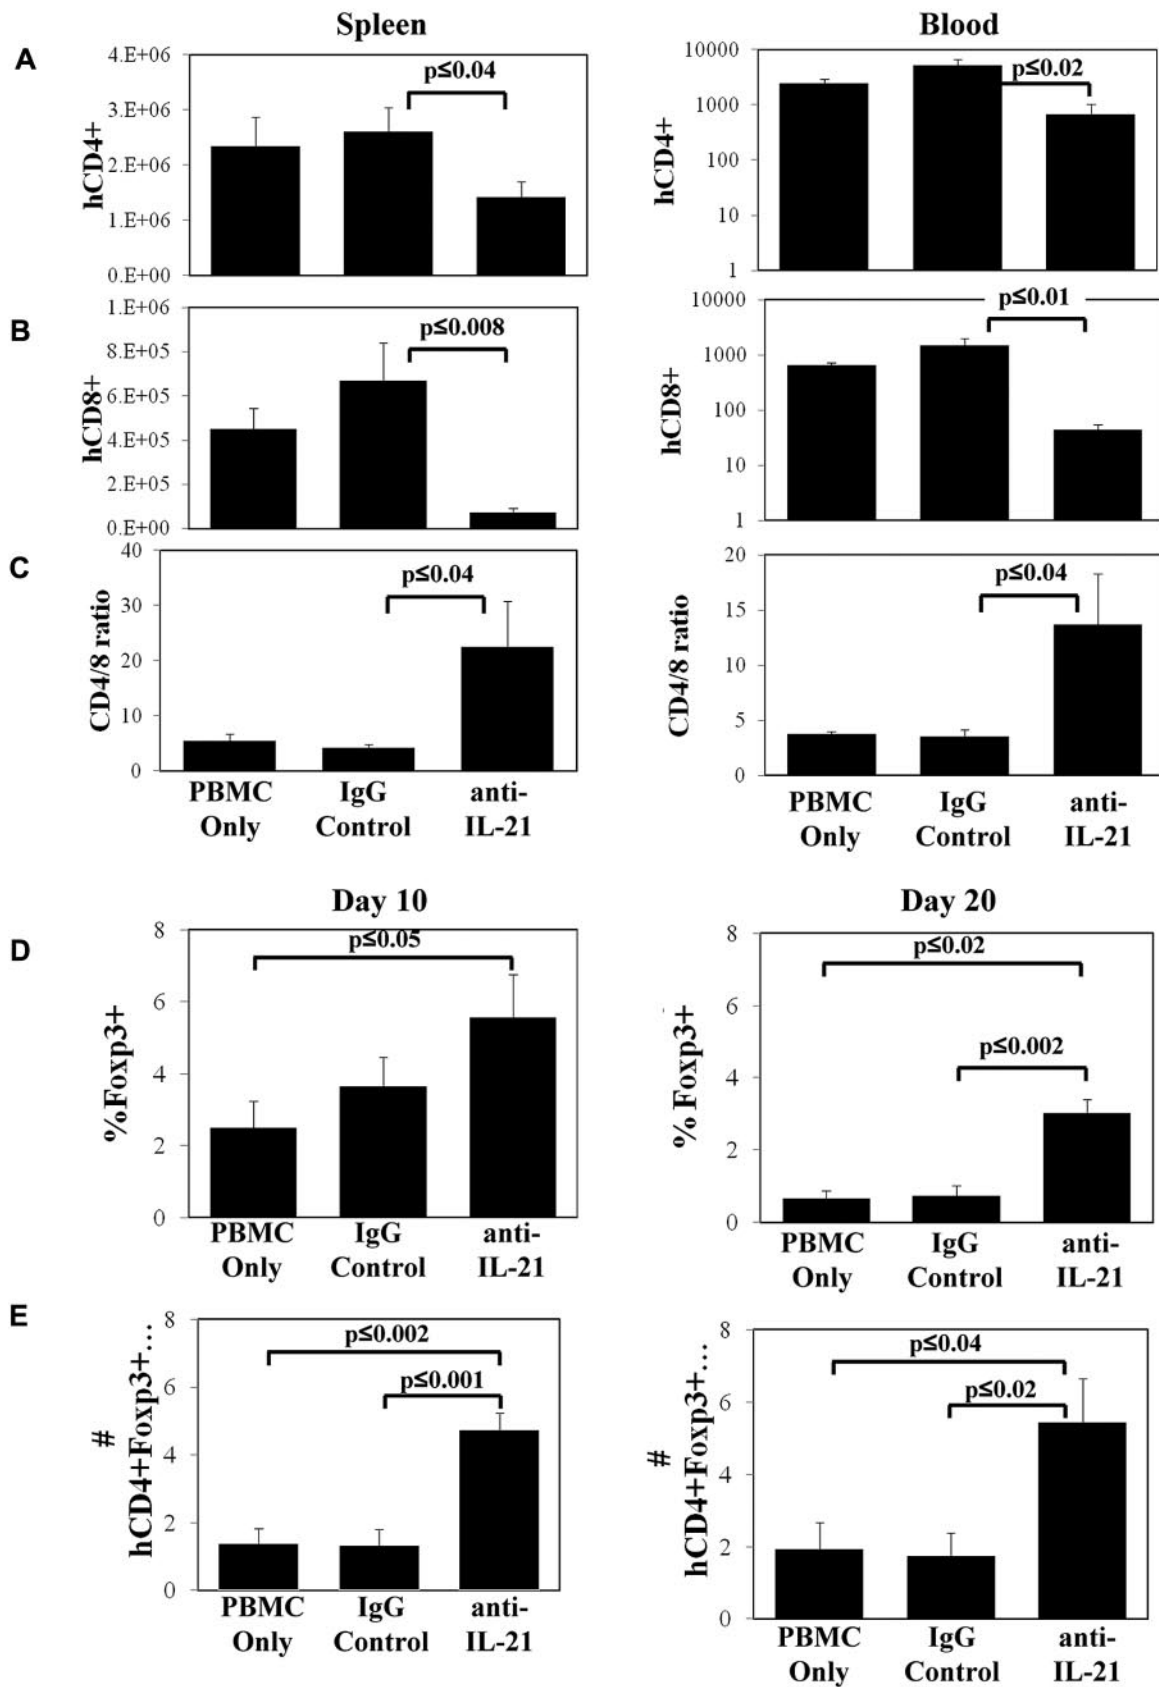 Spleen
Blood
A
hCD4+
4.E+06
3.E+06
2.E+06
1.E+06
0.E+00
p≤0.04
hCD4+
10000
1000
100
10
1
p≤0.02
B
hCD8+
1.E+06
8.E+05
6.E+05
4.E+05
2.E+05
0.E+00
p≤0.008
hCD8+
10000
1000
100
10
1
p≤0.01
C
CD4/8 ratio
40
30
20
10
0
p≤0.04
PBMC Only
IgG Control
anti-IL-21
CD4/8 ratio
20
15
10
5
0
p≤0.04
PBMC Only
IgG Control
anti-IL-21
Day 10
Day 20
D
%Foxp3+
8
6
4
2
0
p≤0.05
PBMC Only
IgG Control
anti-IL-21
% Foxp3+
8
6
4
2
0
p≤0.02
p≤0.002
PBMC Only
IgG Control
anti-IL-21
E
#
hCD4+Foxp3+...
8
6
4
2
0
p≤0.002
p≤0.001
PBMC Only
IgG Control
anti-IL-21
#
hCD4+Foxp3+...
8
6
4
2
0
p≤0.04
p≤0.02
PBMC Only
IgG Control
anti-IL-21